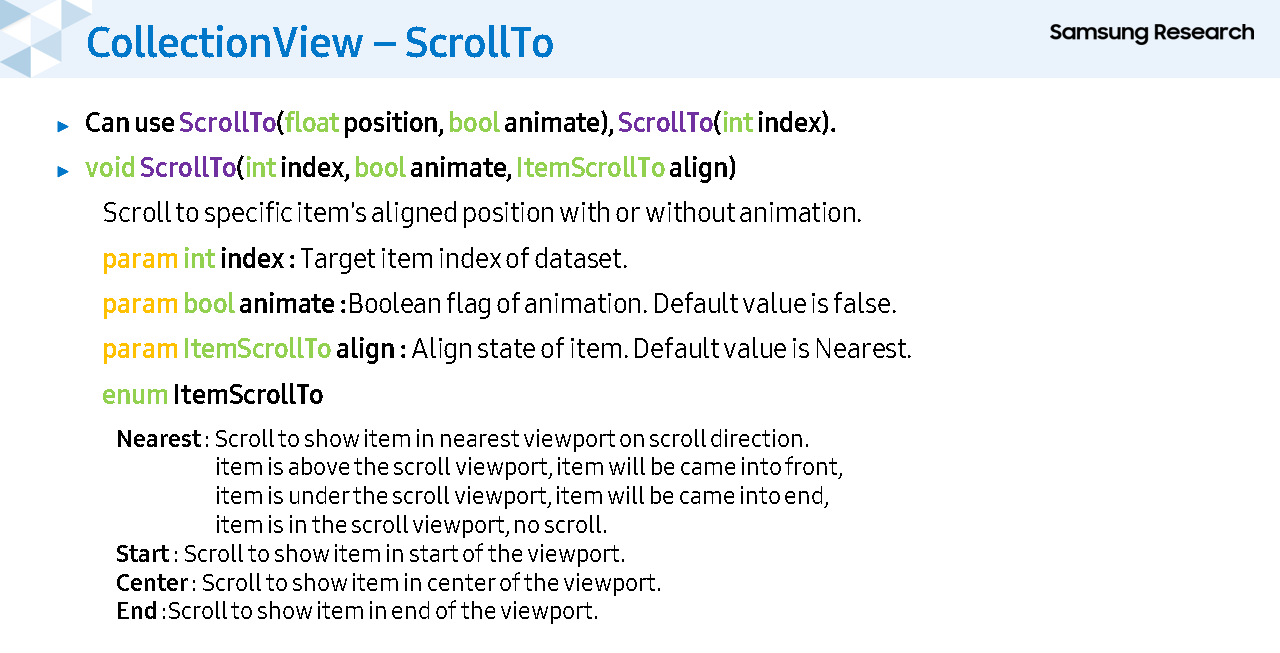 CollectionView – ScrollTo
Samsung Research
Can use ScrollTo(float position, bool animate), ScrollTo(int index).
void ScrollTo(int index, bool animate, ItemScrollTo align)
Scroll to specific item's aligned position with or without animation.
param int index : Target item index of dataset.
param bool animate :Boolean flag of animation. Default value is false.
param ItemScrollTo align : Align state of item. Default value is Nearest.
enum ItemScrollTo
Nearest : Scroll to show item in nearest viewport on scroll direction.
item is above the scroll viewport, item will be came into front,
item is under the scroll viewport, item will be came into end,
item is in the scroll viewport, no scroll.
Start : Scroll to show item in start of the viewport.
Center : Scroll to show item in center of the viewport.
End :Scroll to show item in end of the viewport.